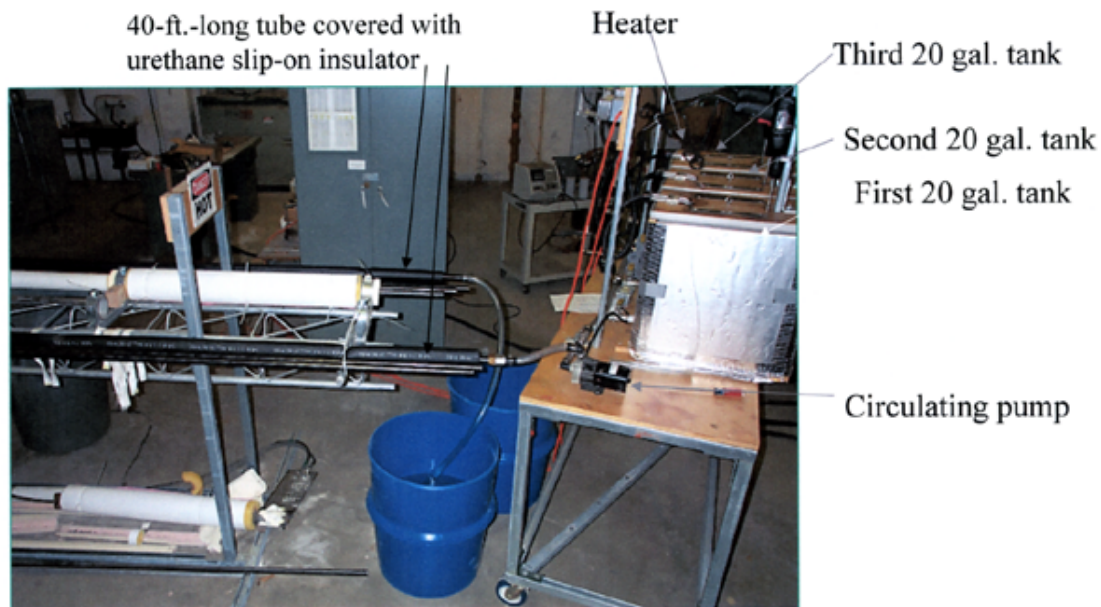 40-ft.-long tube covered with
urethane slip-on insulator
Heater
Third 20 gal. tank
Second 20 gal. tank
First 20 gal. tank
DANGER
HOT
Circulating pump